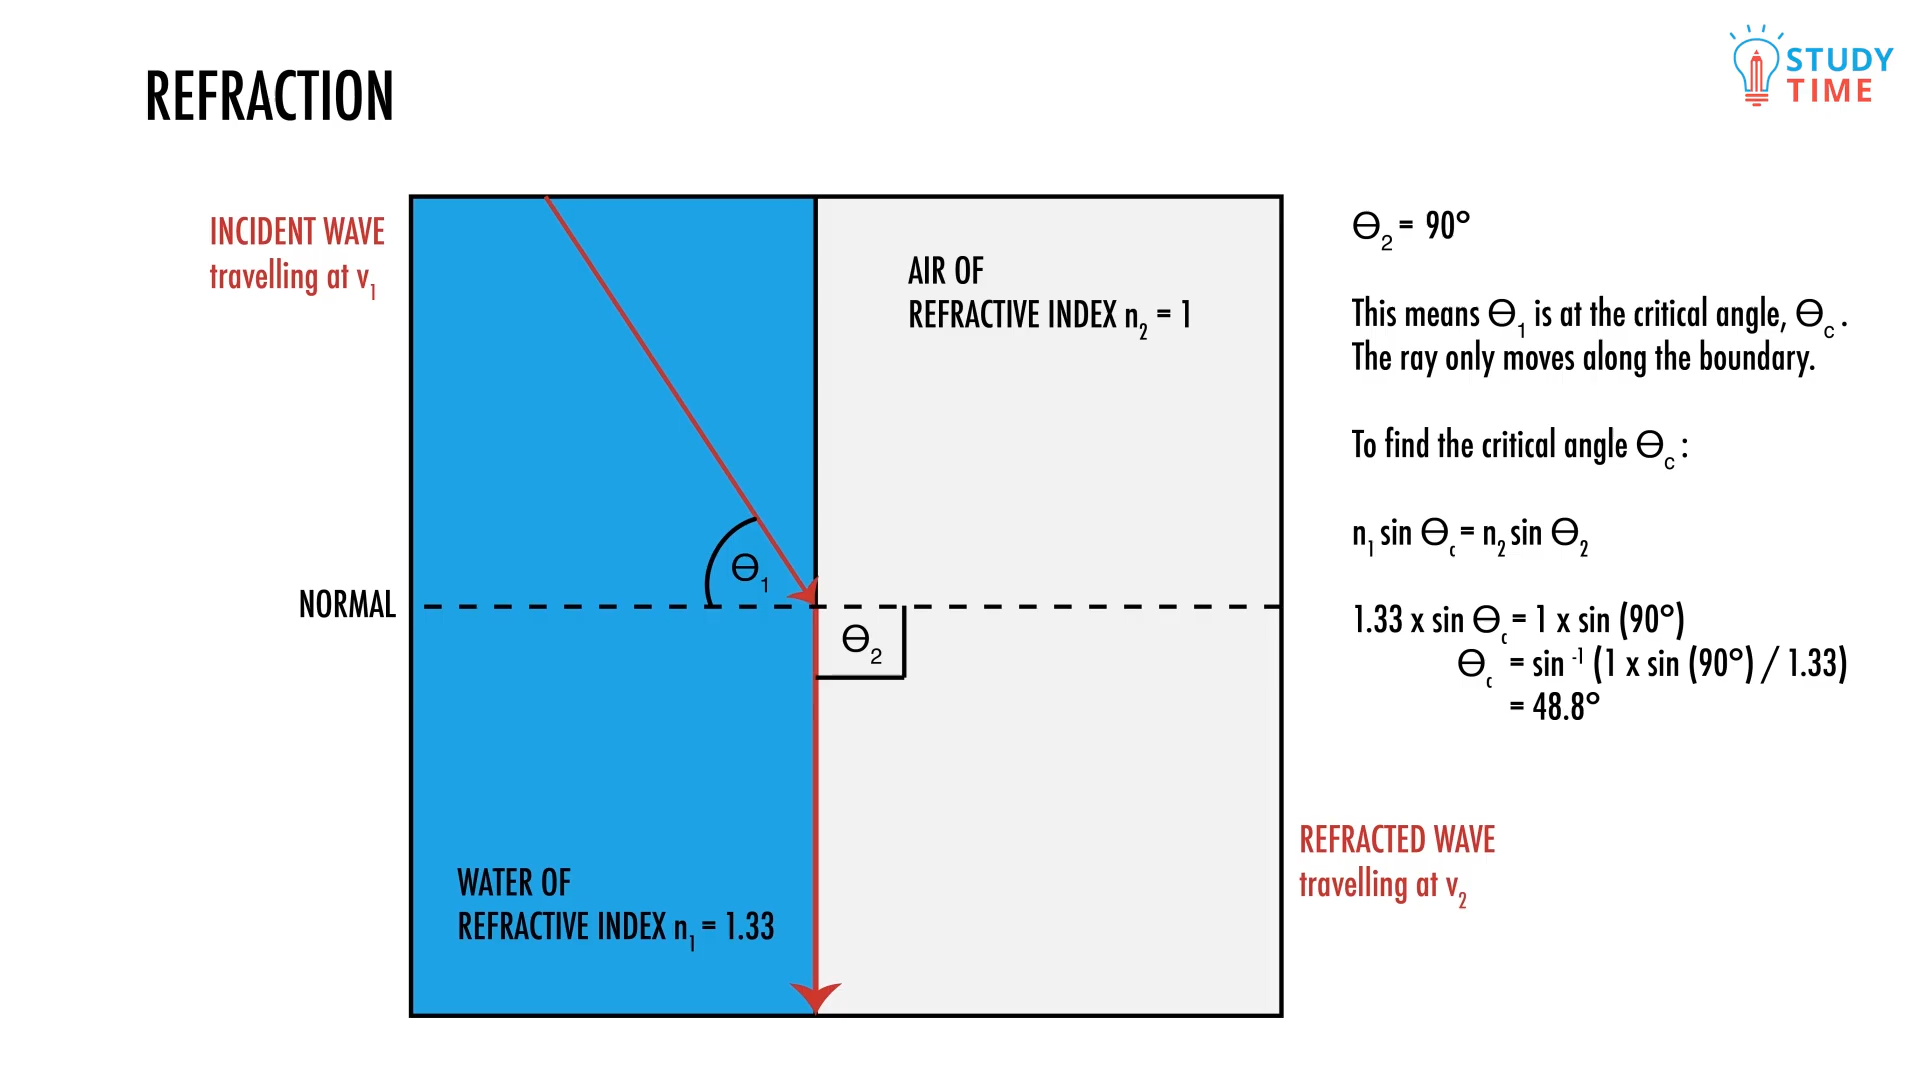 REFRACTION
STUDY
TIME
INCIDENT WAVE
travelling at v₁
AIR OF
REFRACTIVE INDEX n₂ = 1
ϴ₂ = 90°
This means ϴ₁ is at the critical angle, ϴc .
The ray only moves along the boundary.
To find the critical angle ϴc :
n₁ sin ϴc = n₂ sin ϴ₂
1.33 x sin ϴc = 1 x sin (90°)
ϴc = sin ⁻¹ (1 x sin (90°) / 1.33)
= 48.8°
ϴ₁
NORMAL
ϴ₂
WATER OF
REFRACTIVE INDEX n₁ = 1.33
REFRACTED WAVE
travelling at v₂